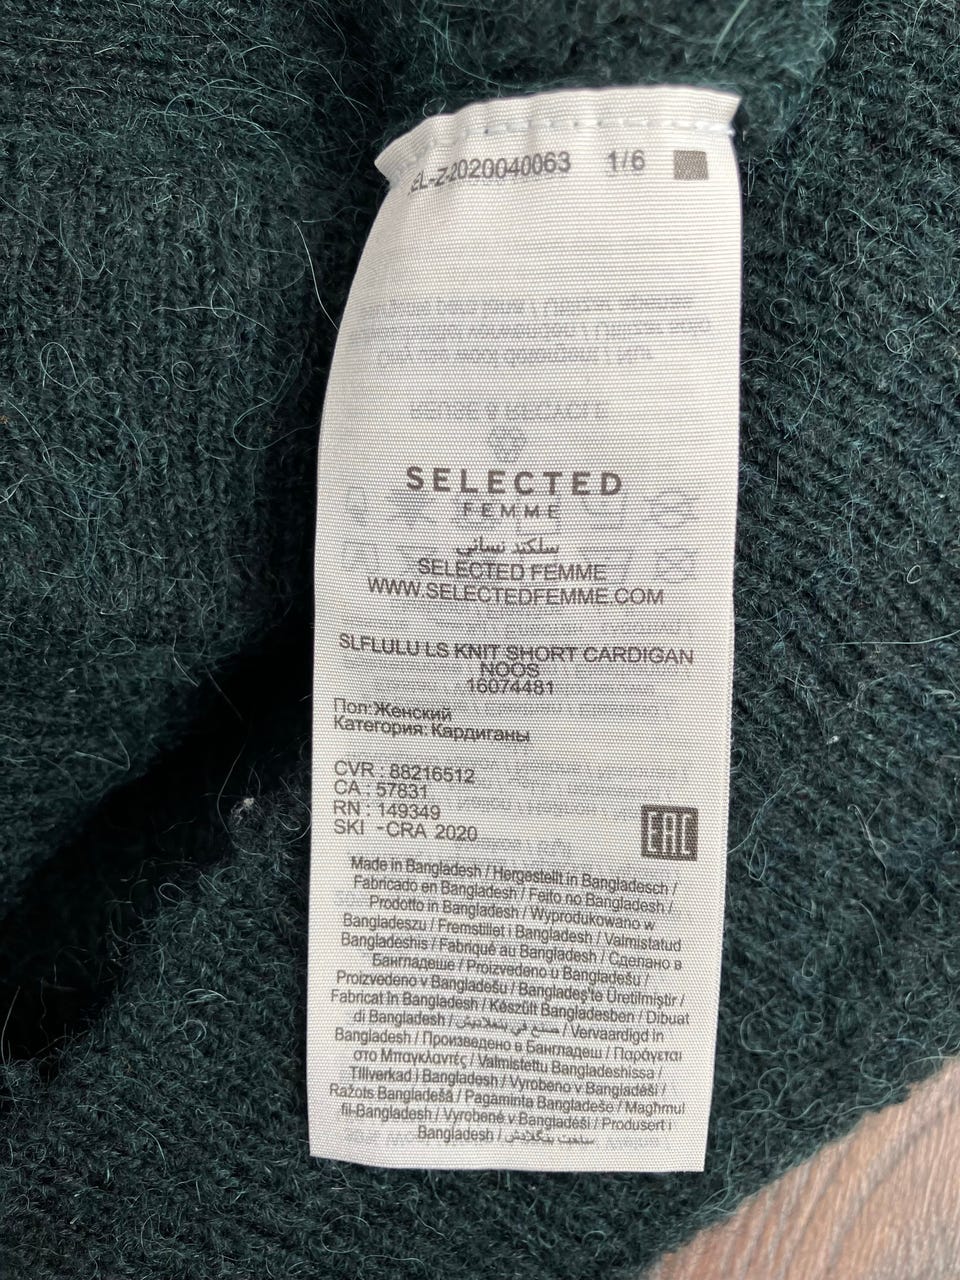 EL-Z-2020040063 1/6
SELECTED
FEMME
سلكتد نسائي
SELECTED FEMME
WWW.SELECTEDFEMME.COM
SLFLULU LS KNIT SHORT CARDIGAN
NOOS
16074481
Пол: Женский
Категория: Кардиганы
CVR : 88216512
CA : 57831
RN : 149349
SKI -CRA 2020
EAC
Made in Bangladesh / Hergestellt in Bangladesch /
Fabricado en Bangladesh / Feito no Bangladesh /
Prodotto in Bangladesh / Wyprodukowano w
Bangladeszu / Fremstillet i Bangladesh / Valmistatud
Bangladeshis / Fabriqué au Bangladesh / Сделано в
Бангладеше / Proizvedeno u Bangladešu /
Proizvedeno v Bangladešu / Bangladeş'te Üretilmiştir /
Fabricat în Bangladesh / Készült Bangladesben / Dibuat
di Bangladesh / صنع في بنغلاديش / Vervaardigd in
Bangladesh / Произведено в Бангладеш / Παράγεται
στο Μπαγκλαντές / Valmistettu Bangladeshissa /
Tillverkad i Bangladesh / Vyrobeno v Bangladéši /
Ražots Bangladešā / Pagaminta Bangladeše / Maghmul
fil-Bangladesh / Vyrobené v Bangladéši / Produsert i
Bangladesh / ساخت بنگلادش